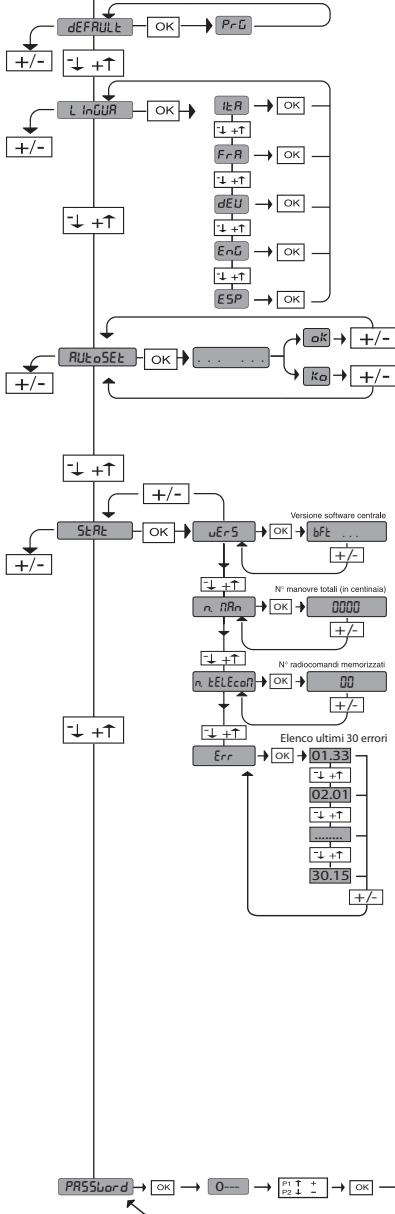 dEFAULt OK PrG
+/- -↓ +↑
LInGUA OK ItA OK
+/-
-↓ +↑
FrA OK
-↓ +↑
dEU OK
-↓ +↑
-↓ +↑
EnG OK
-↓ +↑
ESP OK
AUtoSEt OK ... ... ok +/-
+/- Ko +/-
-↓ +↑
+/-
Versione software centrale
StAt OK vErS OK bFt ...
+/- +/-
-↓ +↑
N° manovre totali (in centinaia)
n. MAn OK 0000
+/-
-↓ +↑
N° radiocomandi memorizzati
n. tELEcoM OK 00
+/-
-↓ +↑
-↓ +↑
Elenco ultimi 30 errori
Err OK 01.33
-↓ +↑
02.01
-↓ +↑
........
-↓ +↑
30.15
+/-
PASSword OK 0--- P1 ↑ + OK
P2 ↓ -